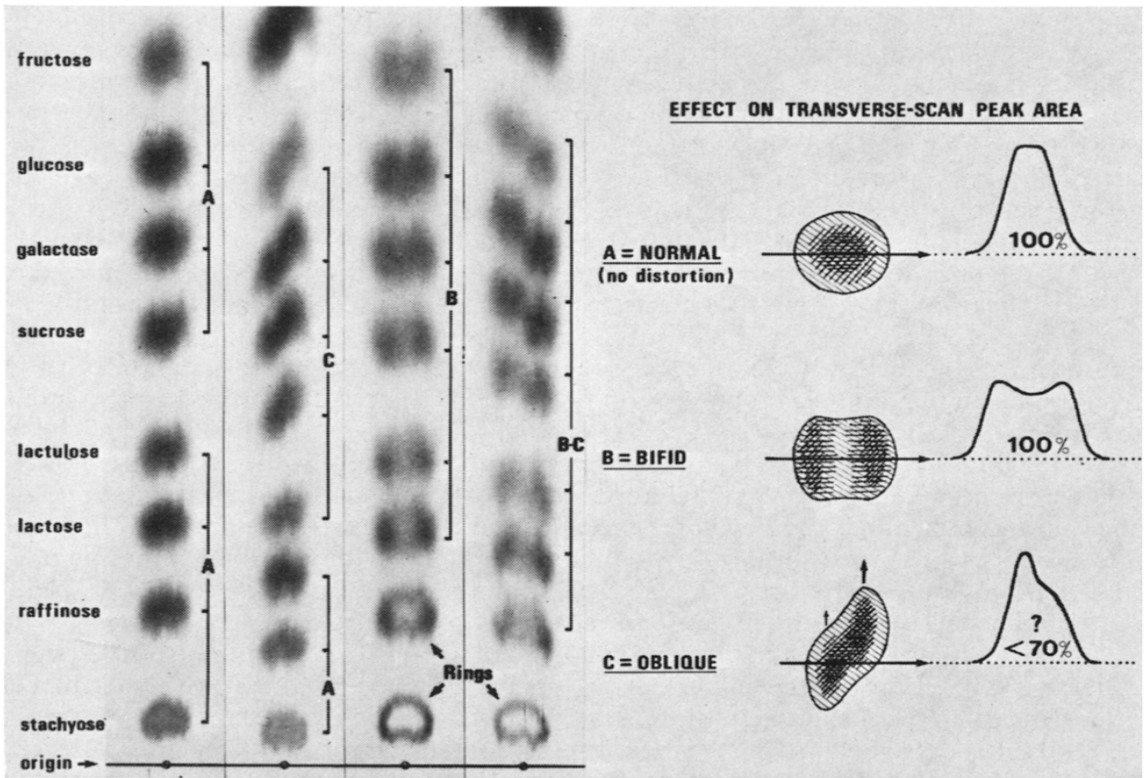 fructose
glucose
galactose
sucrose
lactulose
lactose
raffinose
stachyose
origin →
A
A
C
A
B
B-C
Rings
EFFECT ON TRANSVERSE-SCAN PEAK AREA
A = NORMAL
(no distortion)
100%
B = BIFID
100%
C = OBLIQUE
?
<70%